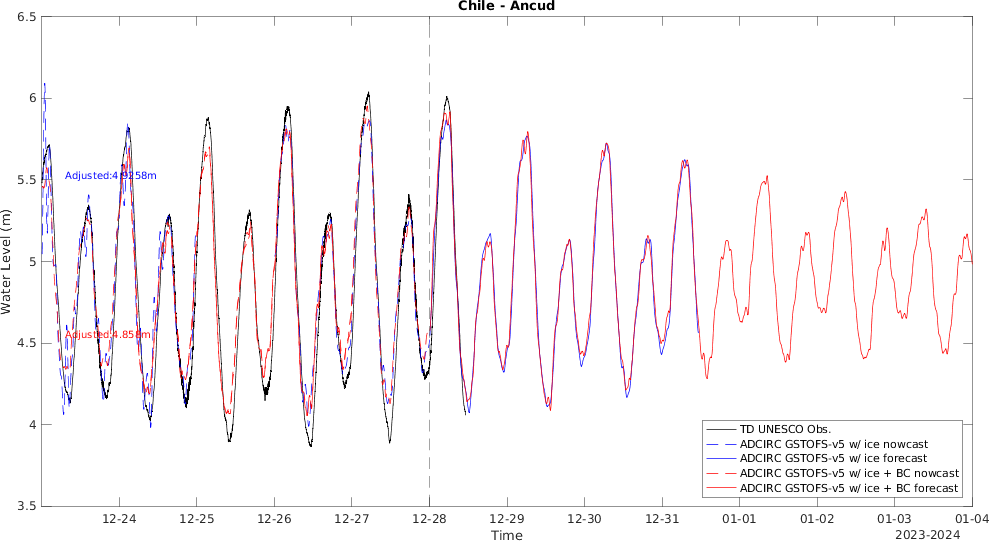 Chile - Ancud
6.5
6
5.5
5
4.5
4
3.5
Water Level (m)
Adjusted:4.9258m
Adjusted:4.858m
TD UNESCO Obs.
ADCIRC GSTOFS-v5 w/ ice nowcast
ADCIRC GSTOFS-v5 w/ ice forecast
ADCIRC GSTOFS-v5 w/ ice + BC nowcast
ADCIRC GSTOFS-v5 w/ ice + BC forecast
12-24 12-25 12-26 12-27 12-28 12-29 12-30 12-31 01-01 01-02 01-03 01-04
Time
2023-2024